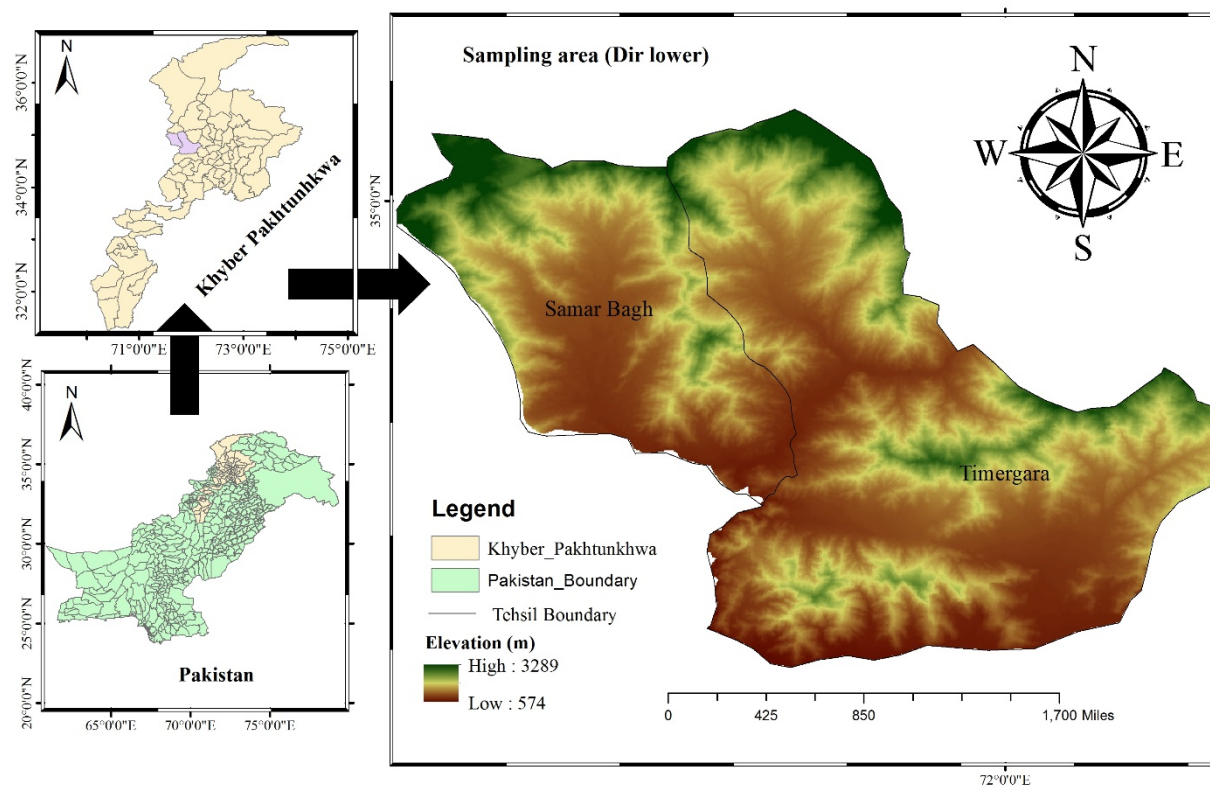 N
36°0'0"N
34°0'0"N
32°0'0"N
Khyber Pakhtunhkwa
71°0'0"E
73°0'0"E
75°0'0"E
N
40°0'0"N
35°0'0"N
30°0'0"N
25°0'0"N
20°0'0"N
Pakistan
65°0'0"E
70°0'0"E
75°0'0"E
Sampling area (Dir lower)
N
W
E
S
35°0'0"N
Samar Bagh
Timergara
Legend
Khyber_Pakhtunkhwa
Pakistan_Boundary
Tehsil Boundary
Elevation (m)
High : 3289
Low : 574
0 425 850 1,700 Miles
72°0'0"E